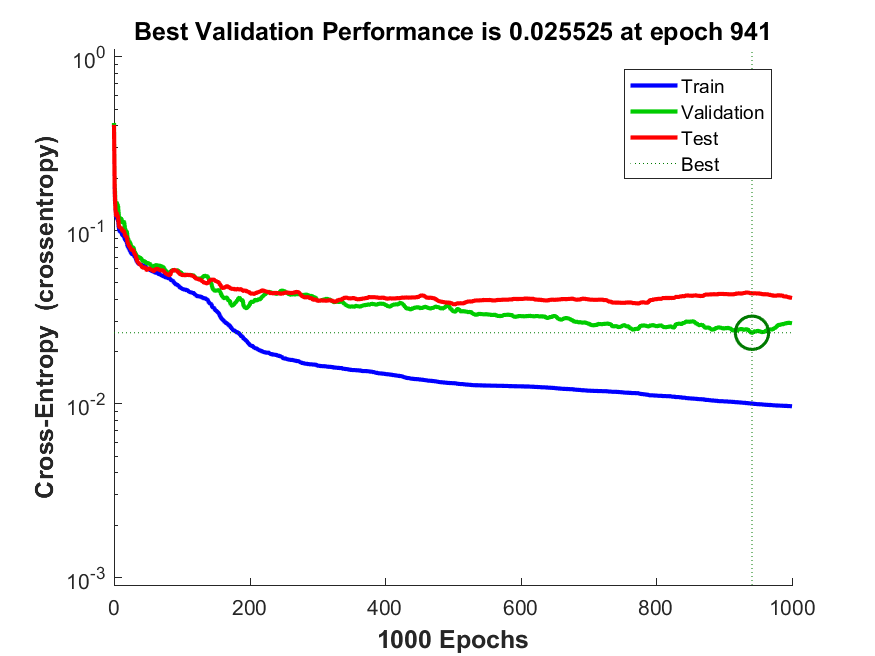 Best Validation Performance is 0.025525 at epoch 941
Cross-Entropy (crossentropy)
10^0
10^-1
10^-2
10^-3
Train
Validation
Test
Best
0 200 400 600 800 1000
1000 Epochs